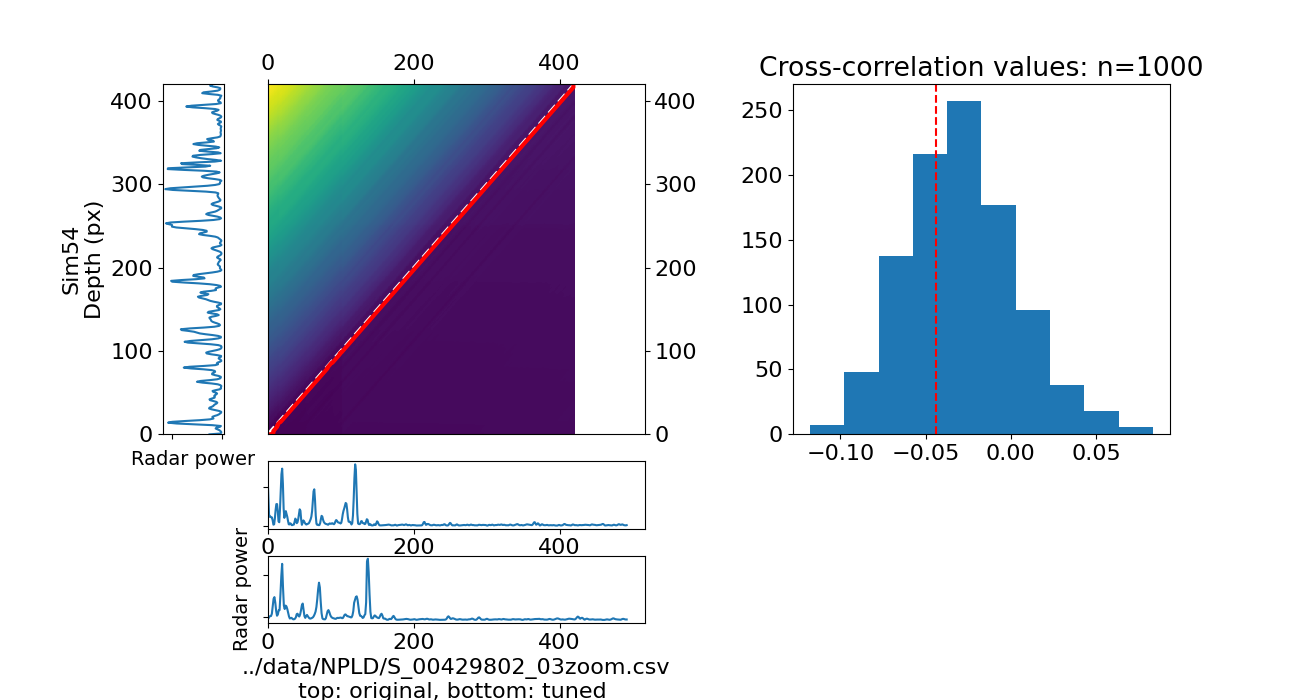 Cross-correlation values: n=1000
0 200 400
400
300
200
100
0
Sim54
Depth (px)
Radar power
400
300
200
100
0
250
200
150
100
50
0
−0.10 −0.05 0.00 0.05
0 200 400
Radar power
0 200 400
../data/NPLD/S_00429802_03zoom.csv
top: original, bottom: tuned